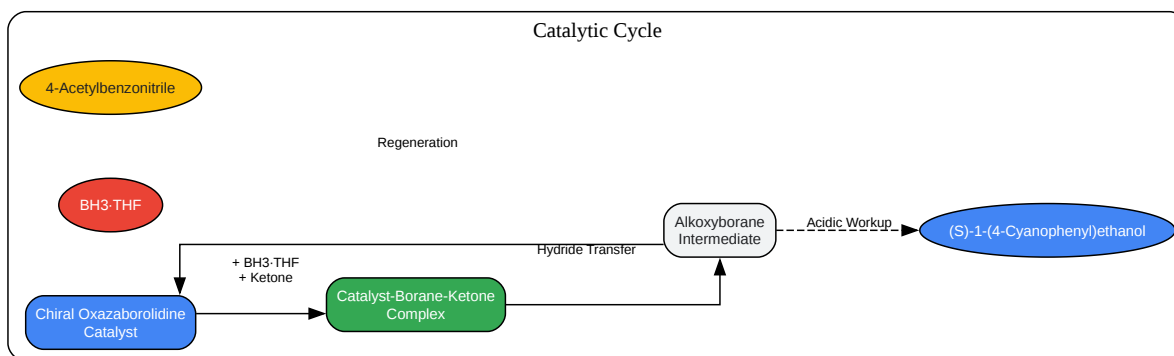 Catalytic Cycle
4-Acetylbenzonitrile
Regeneration
BH3·THF
Alkoxyborane
Intermediate
Acidic Workup
(S)-1-(4-Cyanophenyl)ethanol
Hydride Transfer
+ BH3·THF
+ Ketone
Chiral Oxazaborolidine
Catalyst
Catalyst-Borane-Ketone
Complex